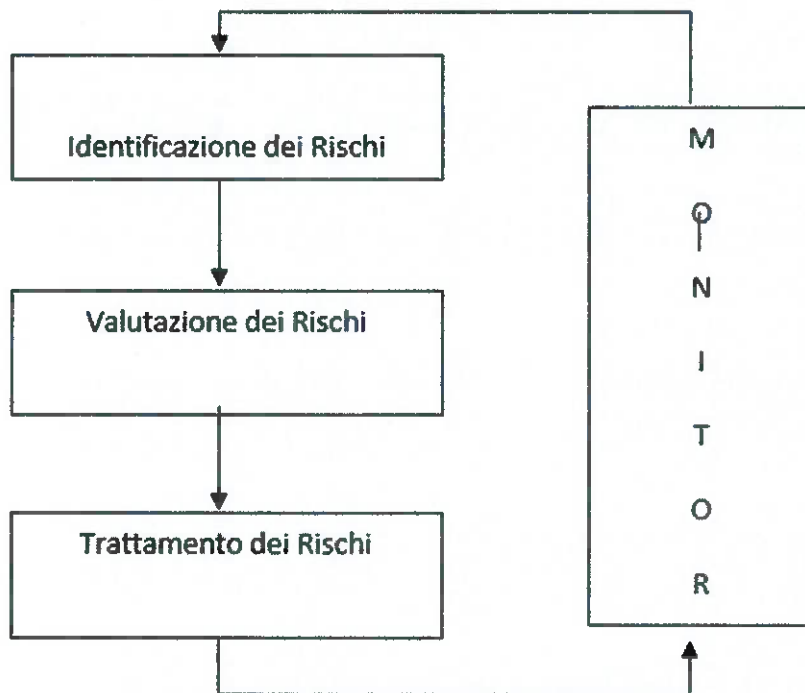 Identificazione dei Rischi
Valutazione dei Rischi
Trattamento dei Rischi
M
O
N
I
T
O
R